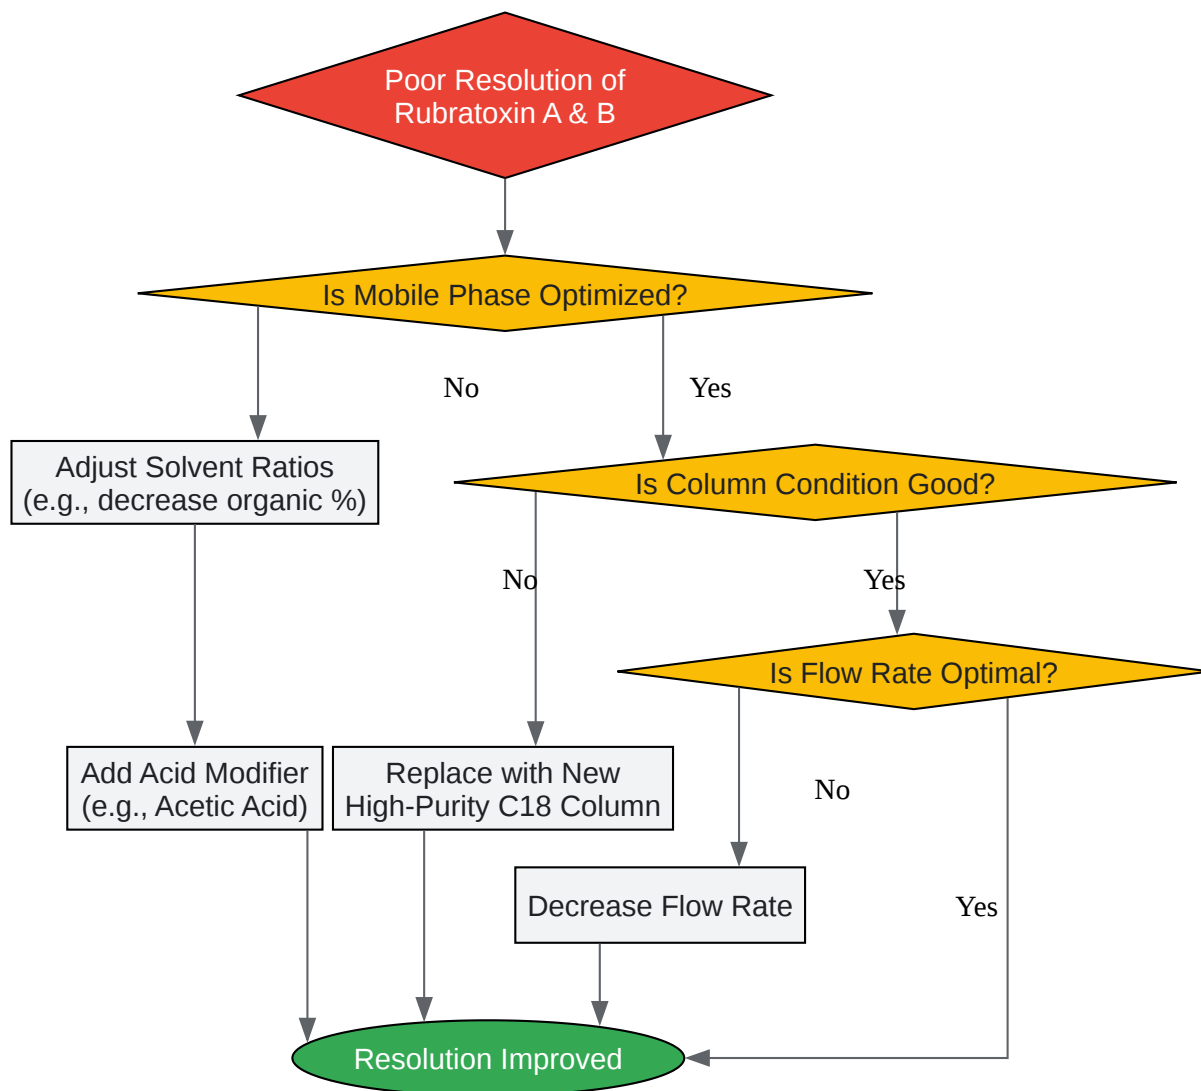 Poor Resolution of
Rubratoxin A & B
Is Mobile Phase Optimized?
No
Yes
Adjust Solvent Ratios
(e.g., decrease organic %)
Is Column Condition Good?
No
Yes
Is Flow Rate Optimal?
Add Acid Modifier
(e.g., Acetic Acid)
Replace with New
High-Purity C18 Column
No
Decrease Flow Rate
Yes
Resolution Improved